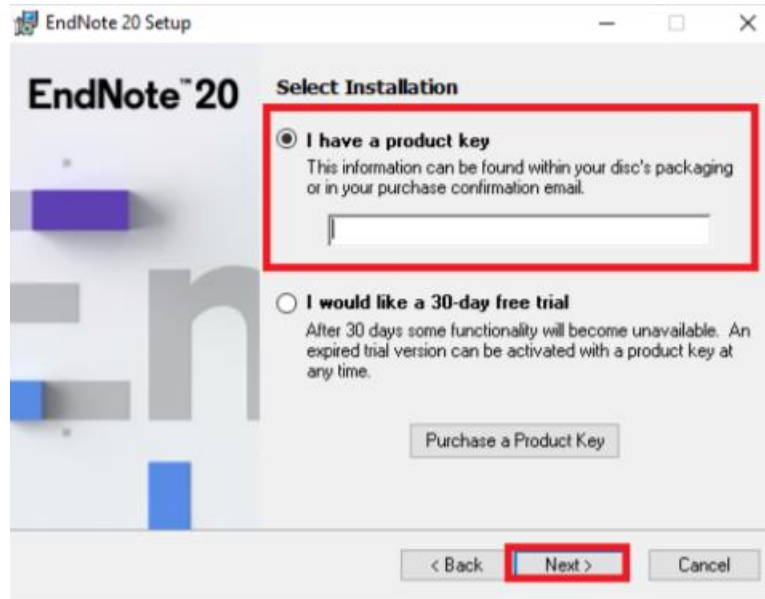 EndNote 20 Setup
EndNote™ 20
Select Installation
I have a product key
This information can be found within your disc's packaging
or in your purchase confirmation email.
I would like a 30-day free trial
After 30 days some functionality will become unavailable. An
expired trial version can be activated with a product key at
any time.
Purchase a Product Key
< Back
Next >
Cancel